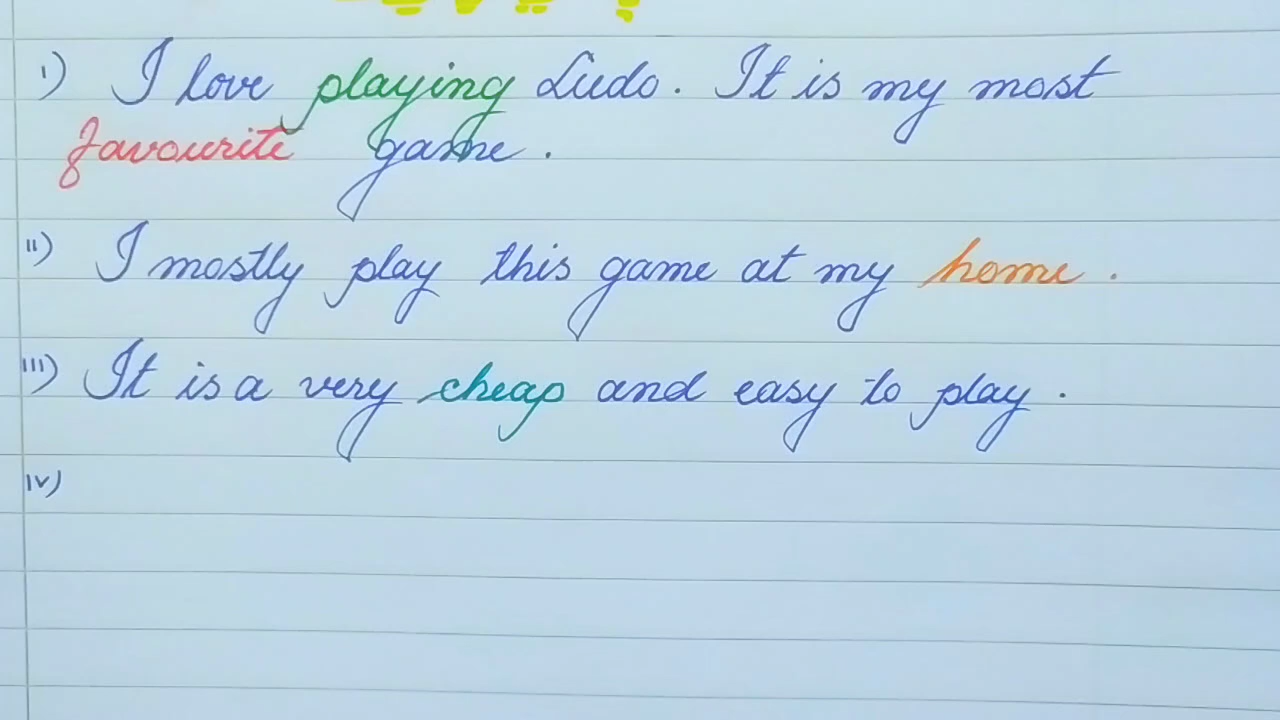 i) I love playing Ludo. It is my most
favourite game.
ii) I mostly play this game at my home.
iii) It is a very cheap and easy to play.
iv)